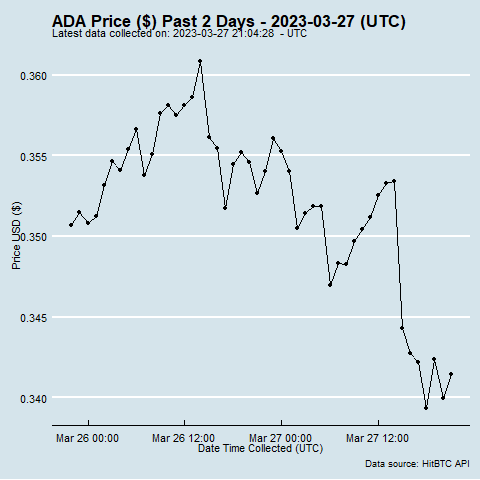 ADA Price ($) Past 2 Days - 2023-03-27 (UTC)
Latest data collected on: 2023-03-27 21:04:28  - UTC
0.360
0.355
0.350
0.345
0.340
Price USD ($)
Mar 26 00:00 Mar 26 12:00 Mar 27 00:00 Mar 27 12:00
Date Time Collected (UTC)
Data source: HitBTC API